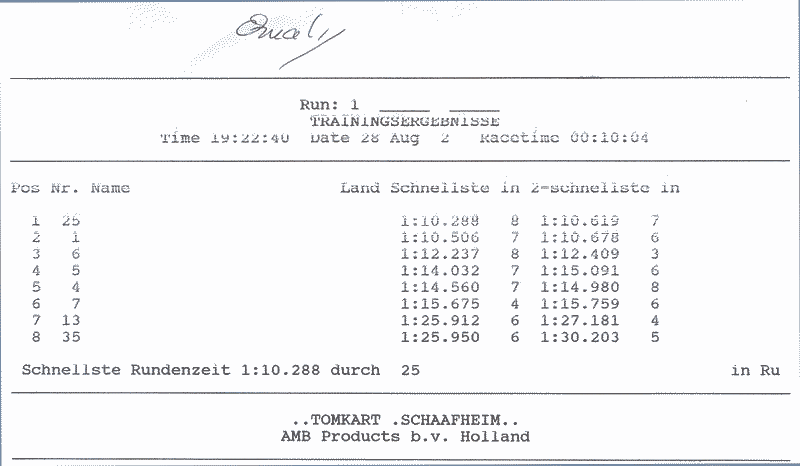 Qualy
Run: 1
TRAININGSERGEBNISSE
Time 19:22:40 Date 28 Aug 2 Racetime 00:10:04
Pos Nr. Name Land Schnellste in 2-schnellste in
1 25 1:10.288 8 1:10.619 7
2 1 1:10.506 7 1:10.678 6
3 6 1:12.237 8 1:12.409 3
4 5 1:14.032 7 1:15.091 6
5 4 1:14.560 7 1:14.980 8
6 7 1:15.675 4 1:15.759 6
7 13 1:25.912 6 1:27.181 4
8 35 1:25.950 6 1:30.203 5
Schnellste Rundenzeit 1:10.288 durch 25 in Ru
..TOMKART .SCHAAFHEIM..
AMB Products b.v. Holland